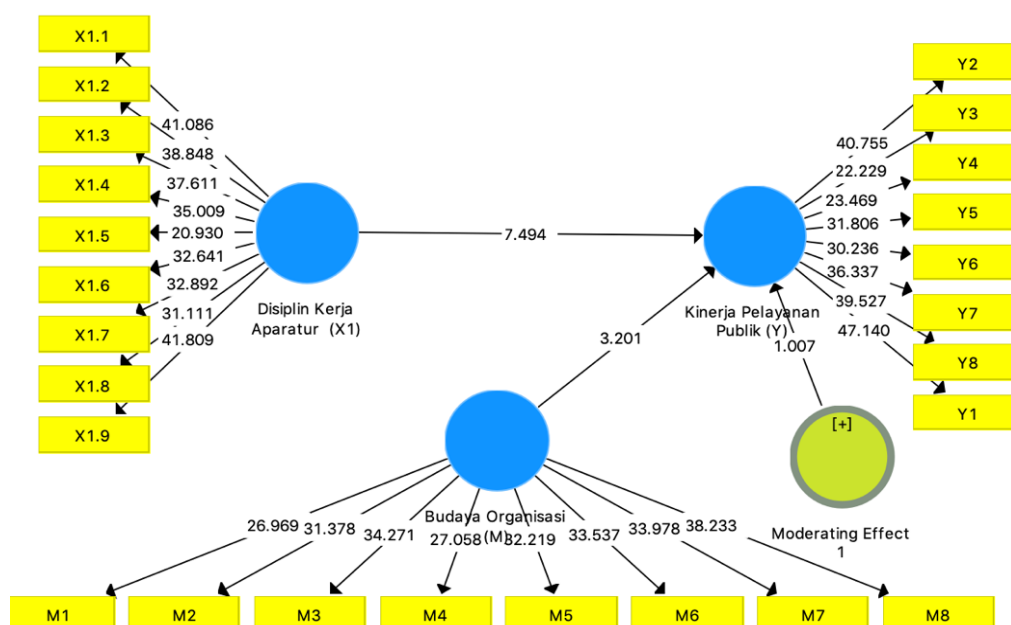 X1.1
X1.2
X1.3
X1.4
X1.5
X1.6
X1.7
X1.8
X1.9
41.086
38.848
37.611
35.009
20.930
32.641
32.892
31.111
41.809
Disiplin Kerja
Aparatur (X1)
7.494
Kinerja Pelayanan
Publik (Y)
40.755
22.229
23.469
31.806
30.236
36.337
39.527
47.140
Y2
Y3
Y4
Y5
Y6
Y7
Y8
Y1
3.201
1.007
[+]
Moderating Effect
1
Budaya Organisasi
(M)
26.969
31.378
34.271
27.058
32.219
33.537
33.978
38.233
M1
M2
M3
M4
M5
M6
M7
M8